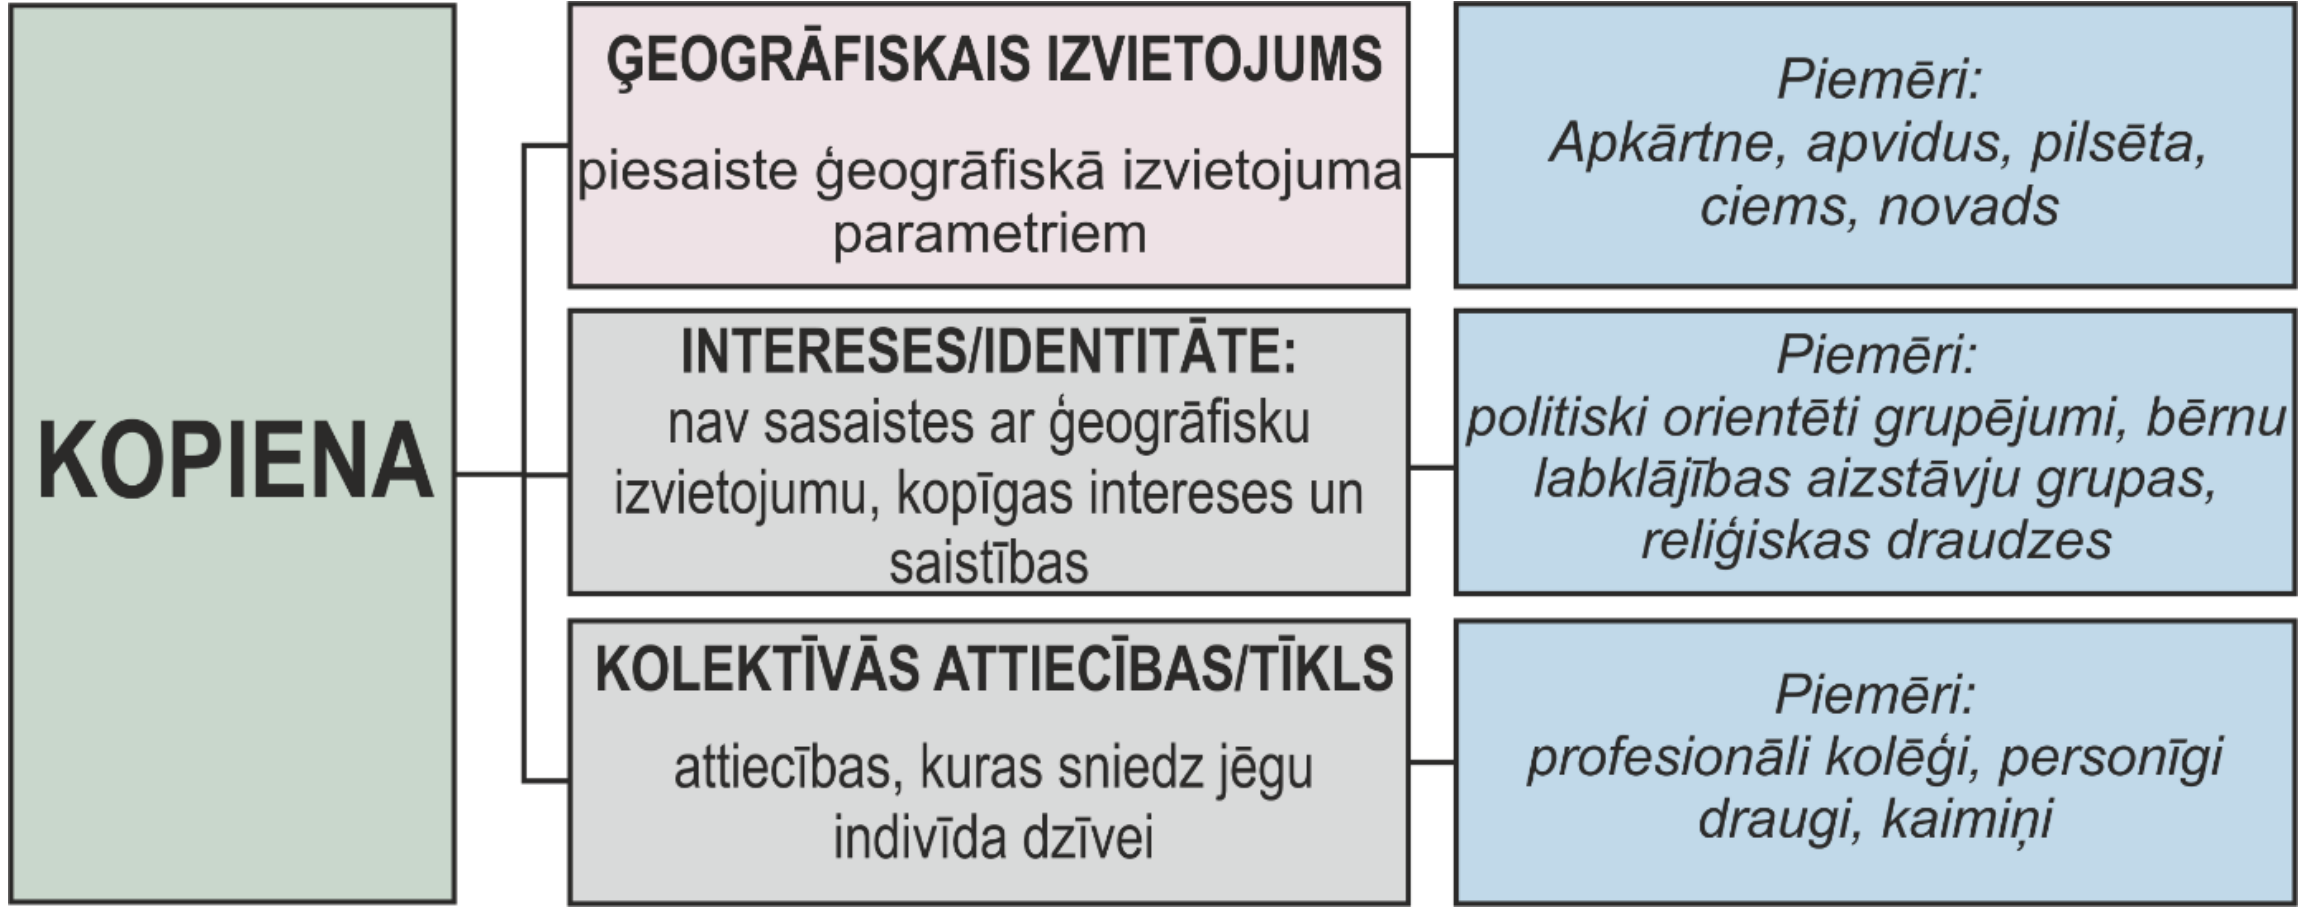 KOPIENA
ĢEOGRĀFISKAIS IZVIETOJUMS
piesaiste ģeogrāfiskā izvietojuma
parametriem
Piemēri:
Apkārtne, apvidus, pilsēta,
ciems, novads
INTERESES/IDENTITĀTE:
nav sasaistes ar ģeogrāfisku
izvietojumu, kopīgas intereses un
saistības
Piemēri:
politiski orientēti grupējumi, bērnu
labklājības aizstāvju grupas,
reliģiskas draudzes
KOLEKTĪVĀS ATTIECĪBAS/TĪKLS
attiecības, kuras sniedz jēgu
indivīda dzīvei
Piemēri:
profesionāli kolēģi, personīgi
draugi, kaimiņi